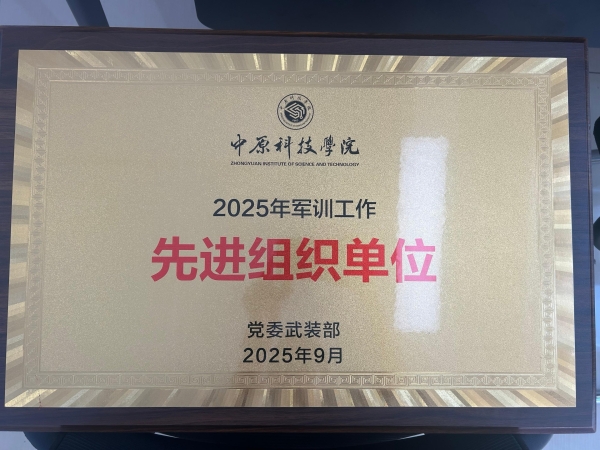 中原科技學院
ZHONGYUAN INSTITUTE OF SCIENCE AND TECHNOLOGY
2025年军训工作
先进组织单位
党委武装部
2025年9月